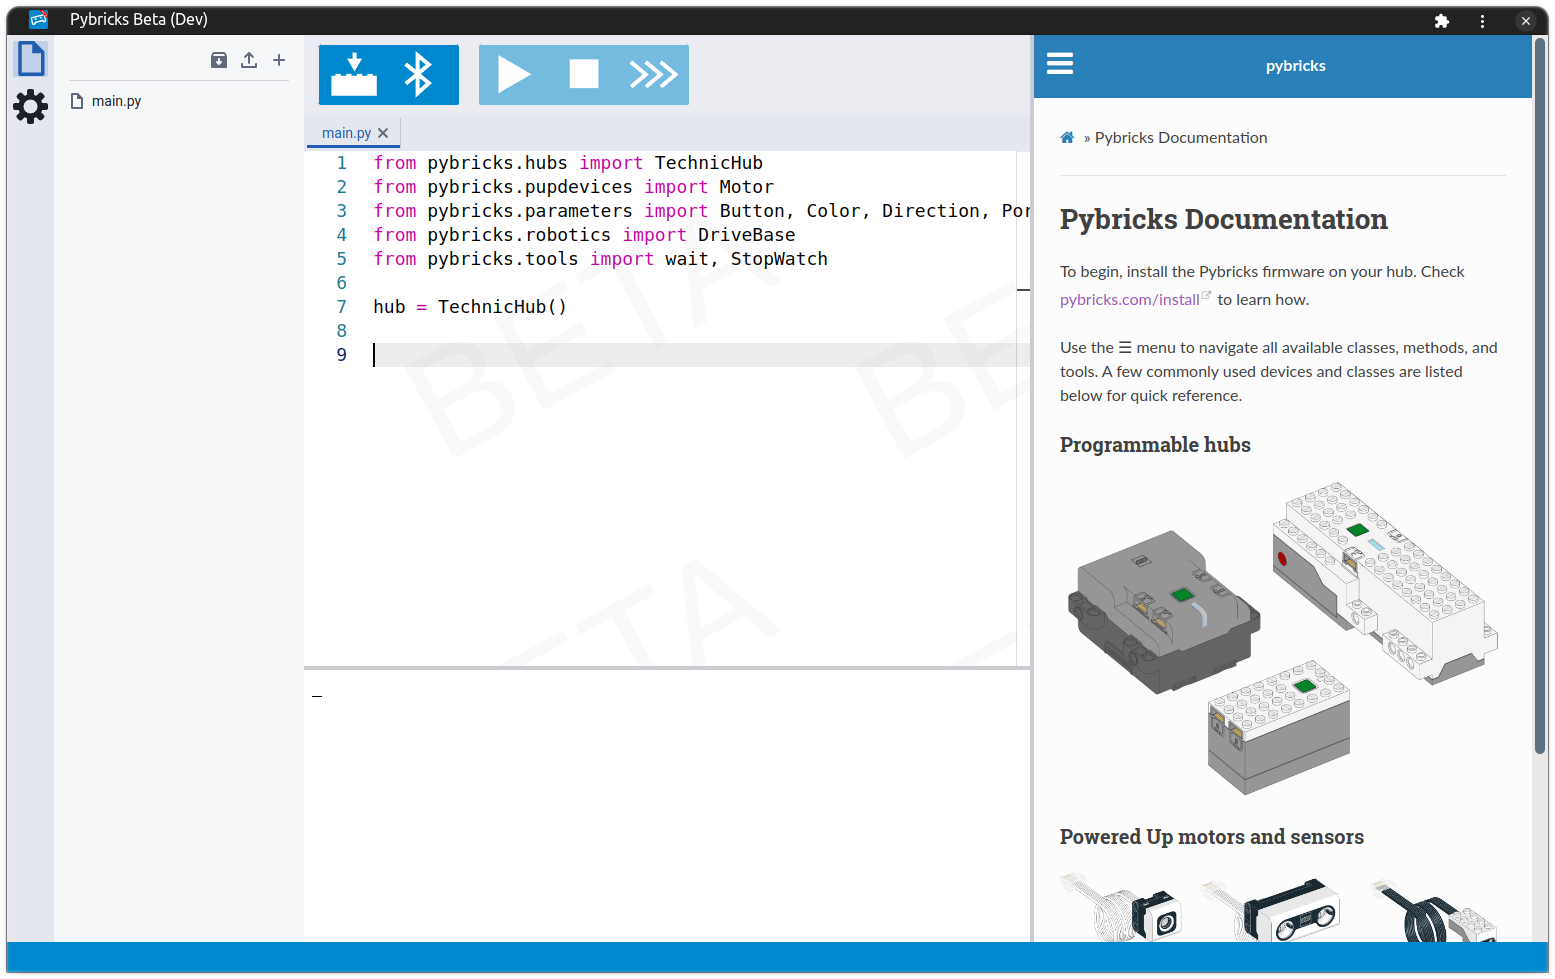 Pybricks Beta (Dev)
main.py
main.py
1 from pybricks.hubs import TechnicHub
2 from pybricks.pupdevices import Motor
3 from pybricks.parameters import Button, Color, Direction, Por
4 from pybricks.robotics import DriveBase
5 from pybricks.tools import wait, StopWatch
6
7 hub = TechnicHub()
8
9
BETA
BE
BETA
BE
pybricks
» Pybricks Documentation
Pybricks Documentation
To begin, install the Pybricks firmware on your hub. Check
pybricks.com/install to learn how.
Use the ☰ menu to navigate all available classes, methods, and
tools. A few commonly used devices and classes are listed
below for quick reference.
Programmable hubs
Powered Up motors and sensors